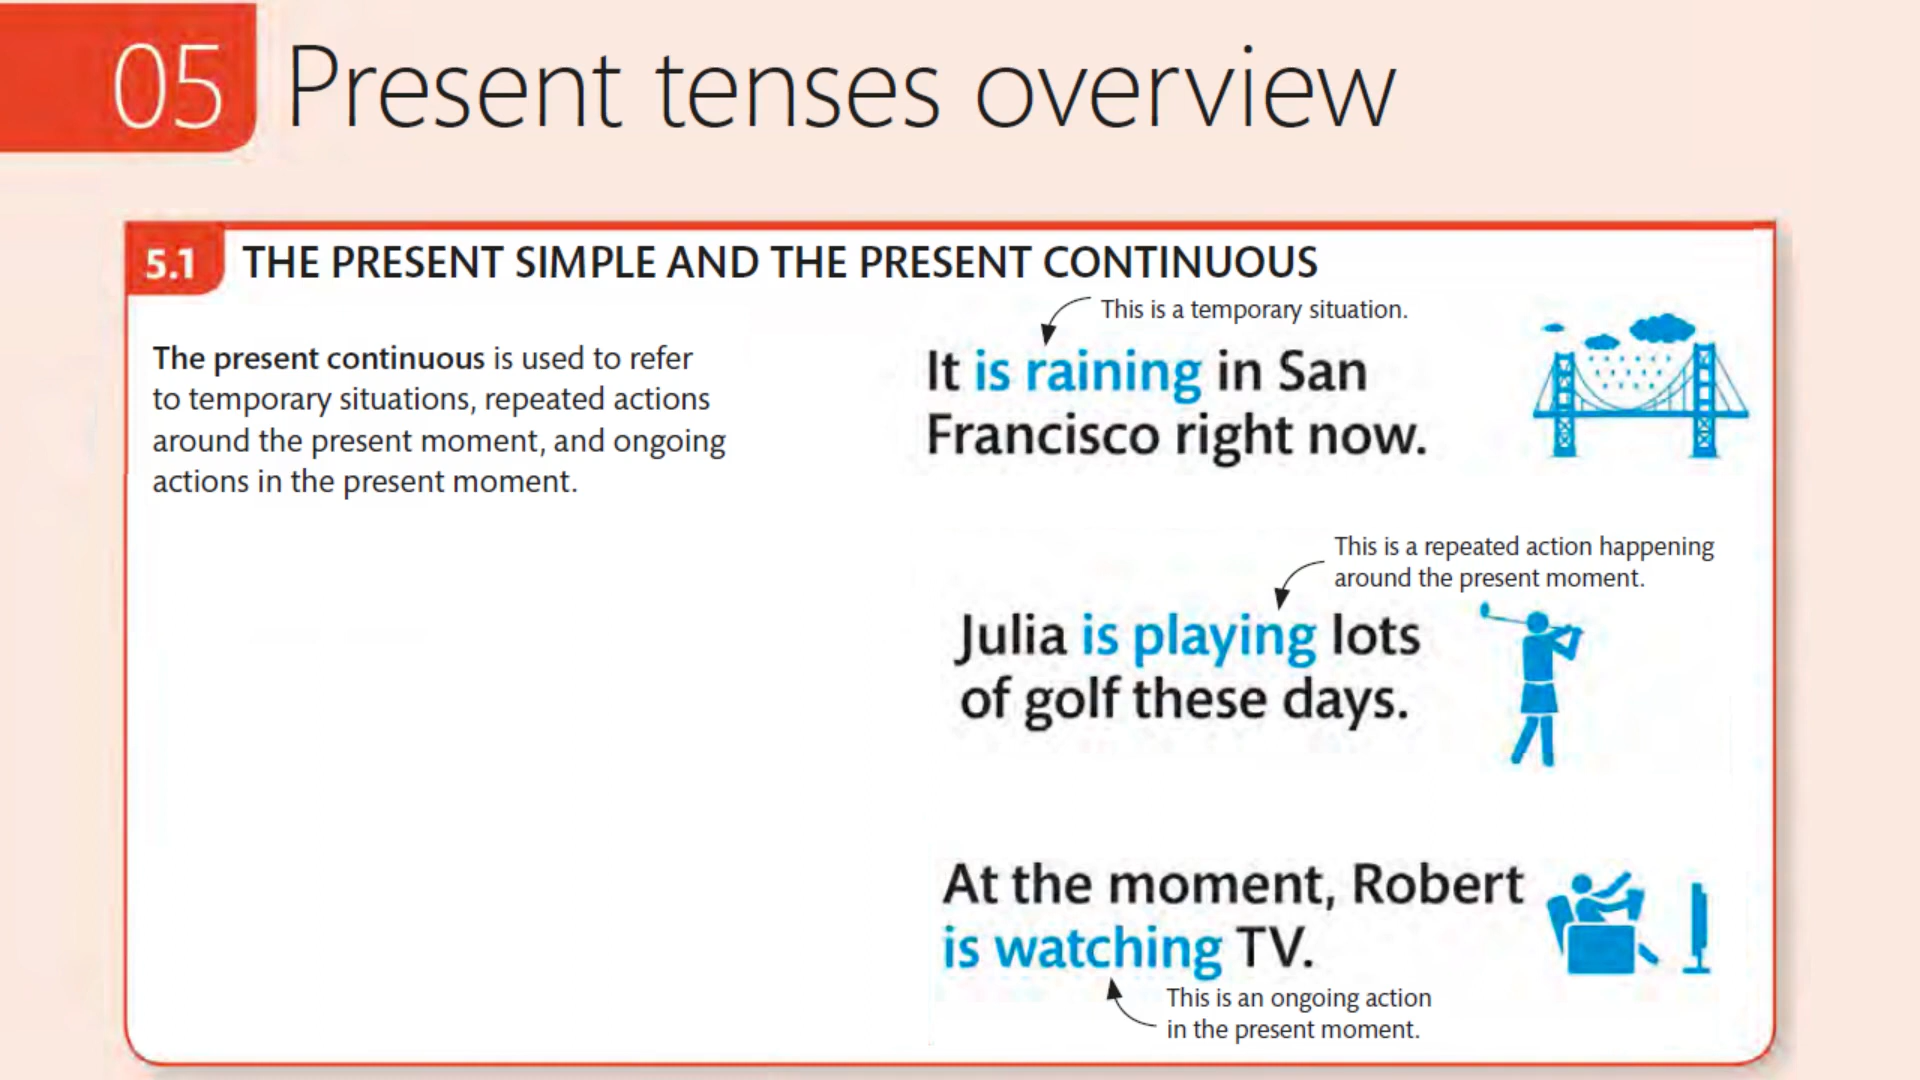 05 Present tenses overview
5.1 THE PRESENT SIMPLE AND THE PRESENT CONTINUOUS
The present continuous is used to refer
to temporary situations, repeated actions
around the present moment, and ongoing
actions in the present moment.
This is a temporary situation.
It is raining in San
Francisco right now.
This is a repeated action happening
around the present moment.
Julia is playing lots
of golf these days.
At the moment, Robert
is watching TV.
This is an ongoing action
in the present moment.